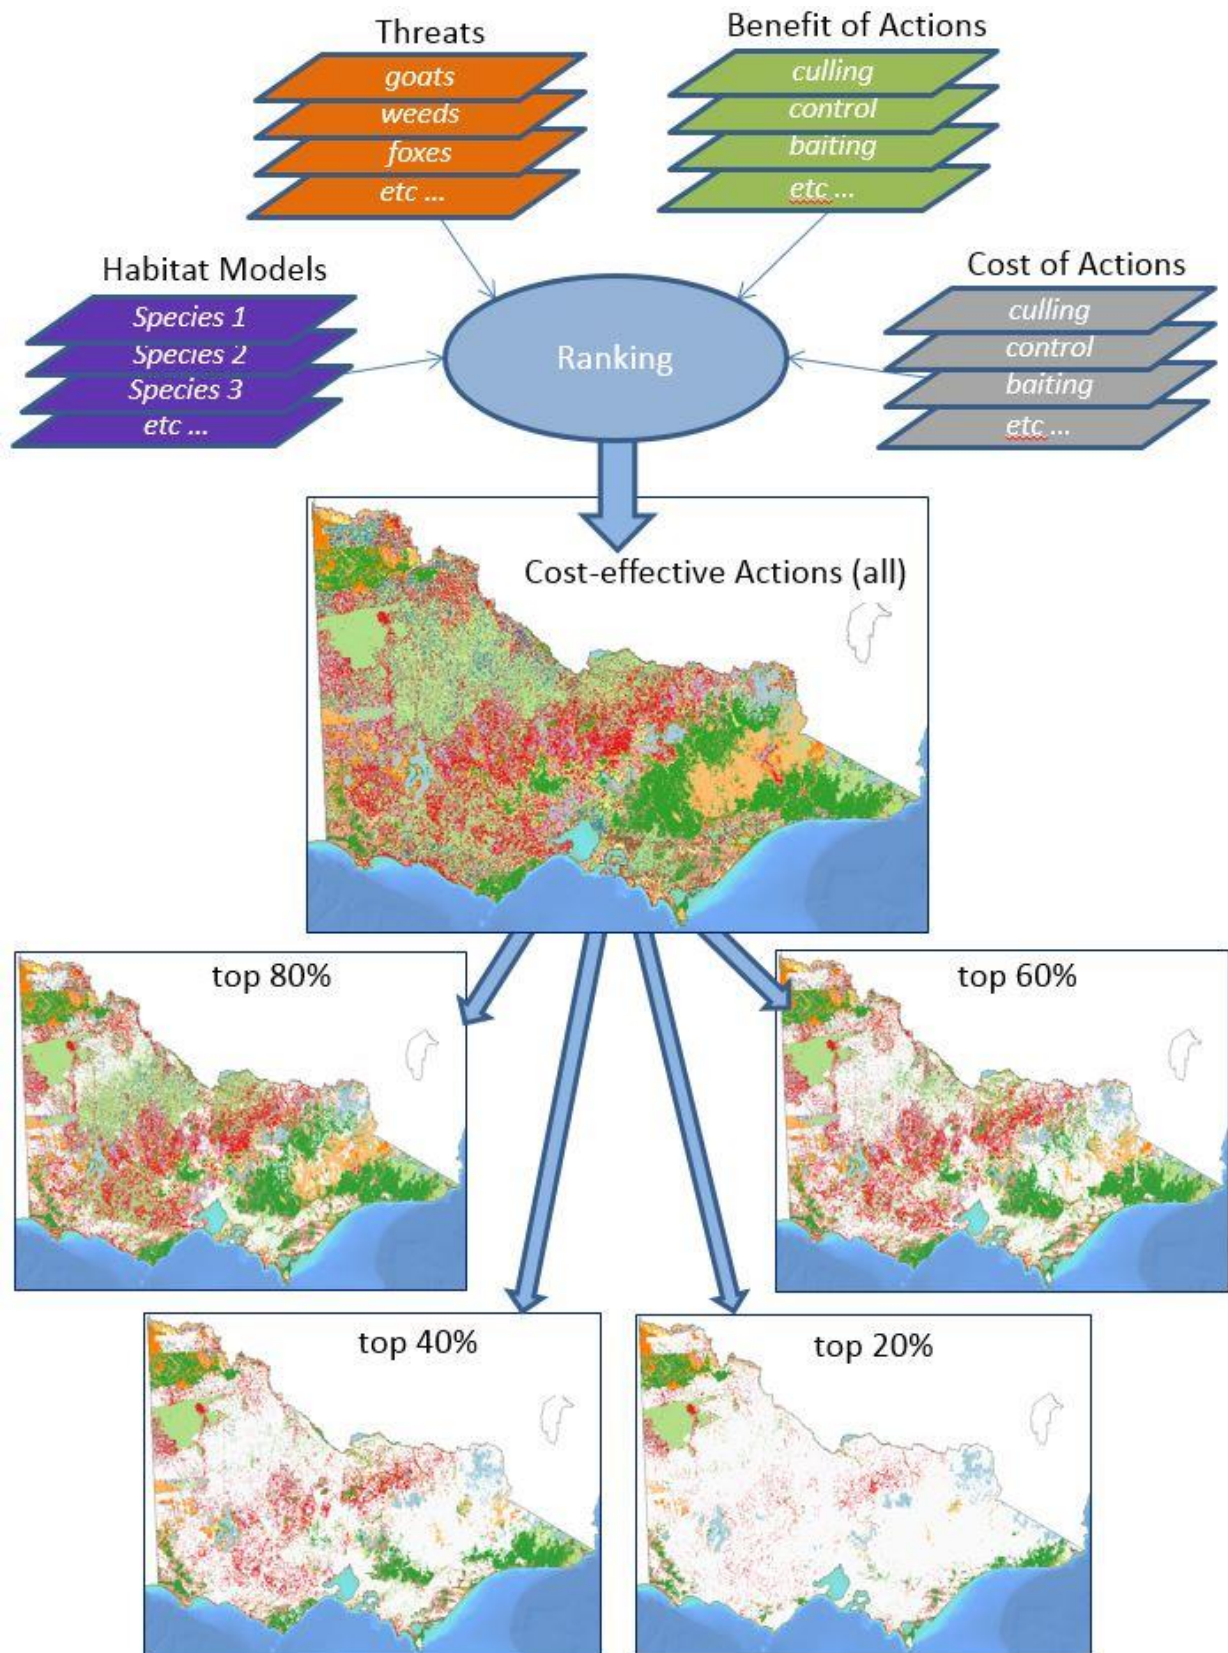 Threats
goats
weeds
foxes
etc ...
Benefit of Actions
culling
control
baiting
etc ...
Habitat Models
Species 1
Species 2
Species 3
etc ...
Cost of Actions
culling
control
baiting
etc ...
Ranking
Cost-effective Actions (all)
top 80%
top 60%
top 40%
top 20%